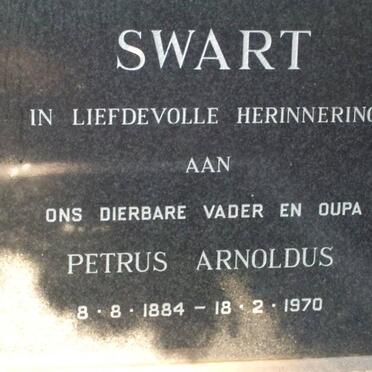 SWART
IN LIEFDEVOLLE HERINNERING
AAN
ONS DIERBARE VADER EN OUPA
PETRUS ARNOLDUS
8 · 8 · 1884 – 18 · 2 · 1970